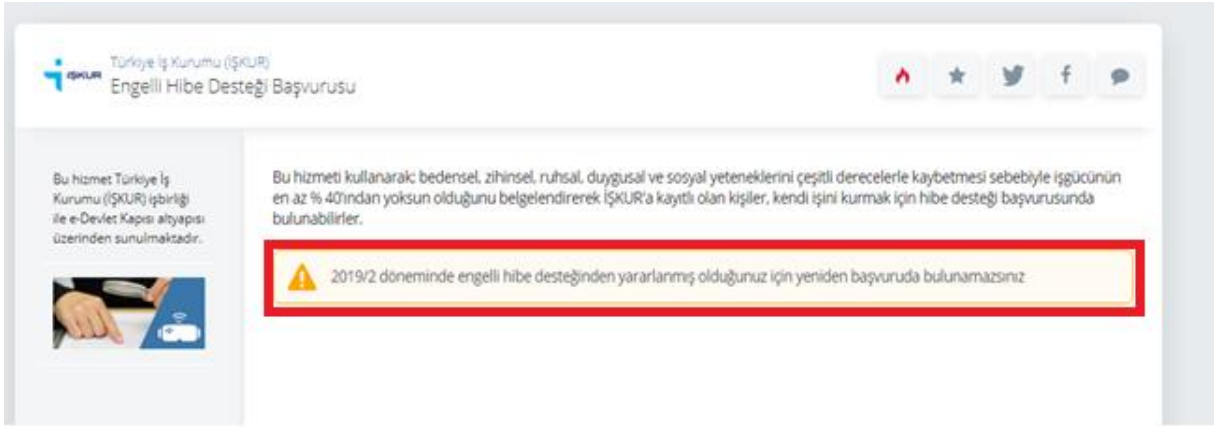 İŞKUR
Türkiye İş Kurumu (İŞKUR)
Engelli Hibe Desteği Başvurusu
Bu hizmet Türkiye İş
Kurumu (İŞKUR) işbirliği
ile e-Devlet Kapısı altyapısı
üzerinden sunulmaktadır.
Bu hizmeti kullanarak; bedensel, zihinsel, ruhsal, duygusal ve sosyal yeteneklerini çeşitli derecelerle kaybetmesi sebebiyle işgücünün
en az % 40'ından yoksun olduğunu belgelendirerek İŞKUR'a kayıtlı olan kişiler, kendi işini kurmak için hibe desteği başvurusunda
bulunabilirler.
2019/2 döneminde engelli hibe desteğinden yararlanmış olduğunuz için yeniden başvuruda bulunamazsınız